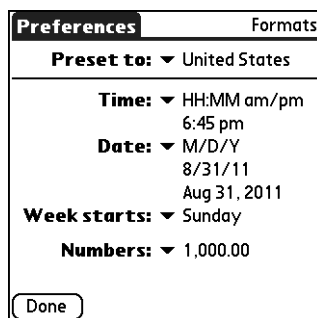 Preferences Formats
Preset to: United States
Time: HH:MM am/pm
6:45 pm
Date: M/D/Y
8/31/11
Aug 31, 2011
Week starts: Sunday
Numbers: 1,000.00
Done